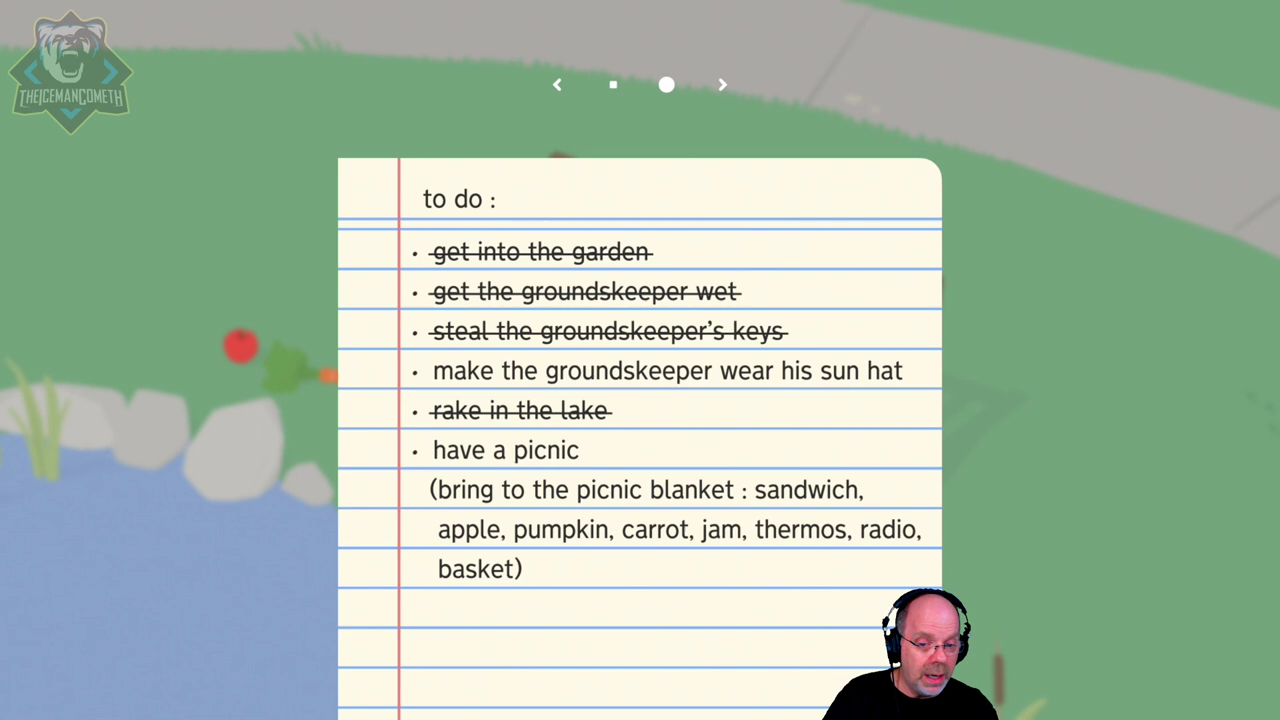 THEICEMANCOMETH
to do :
· get into the garden
· get the groundskeeper wet
· steal the groundskeeper's keys
· make the groundskeeper wear his sun hat
· rake in the lake
· have a picnic
(bring to the picnic blanket : sandwich,
apple, pumpkin, carrot, jam, thermos, radio,
basket)